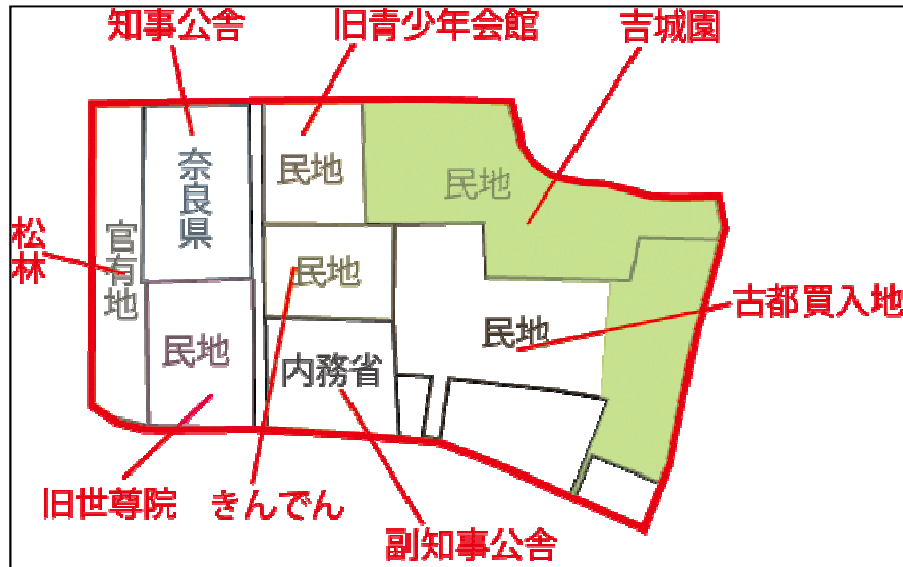 知事公舎
旧青少年会館
吉城園
奈良県
民地
民地
松林
官有地
民地
古都買入地
民地
民地
内務省
旧世尊院
きんでん
副知事公舎